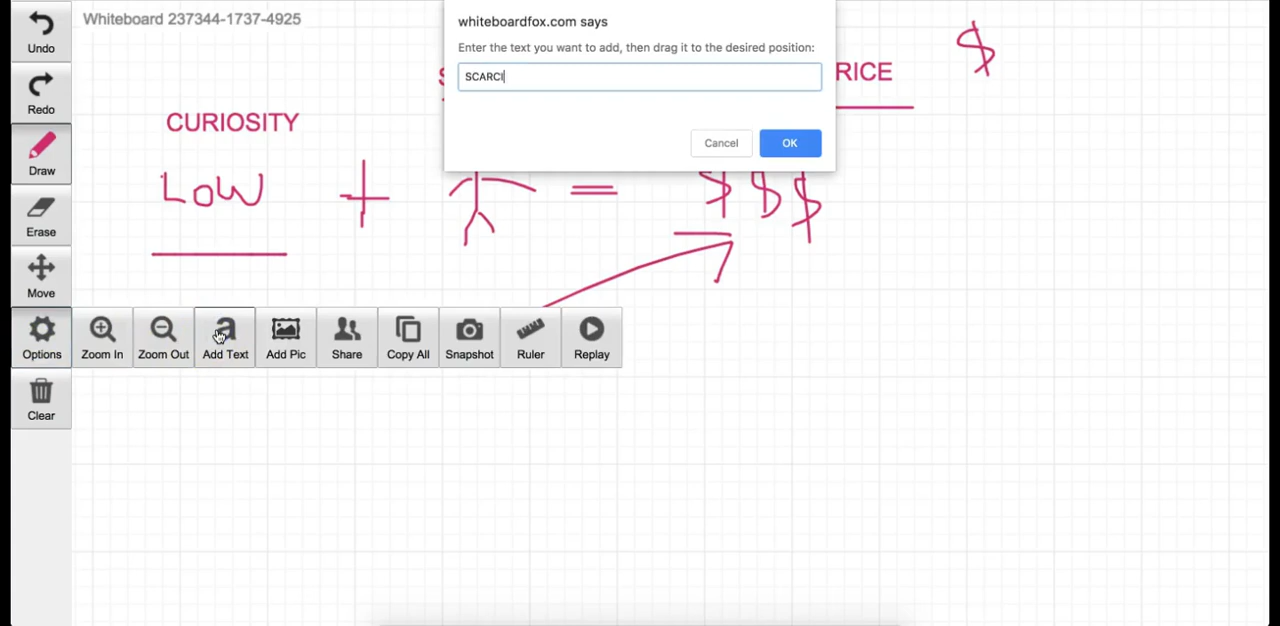 Undo
Whiteboard 237344-1737-4925
whiteboardfox.com says
Enter the text you want to add, then drag it to the desired position:
SCARCI
Cancel
OK
RICE
$
Redo
CURIOSITY
Draw
LOW + = $$$
Erase
Move
Options
Zoom In
Zoom Out
Add Text
Add Pic
Share
Copy All
Snapshot
Ruler
Replay
Clear